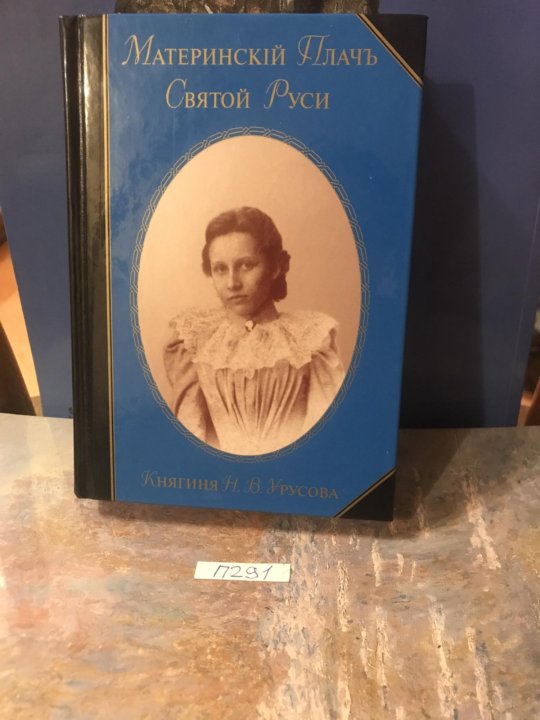 Материнскій Плачъ
Святой Руси
Княгиня Н. В. Урусова
П291